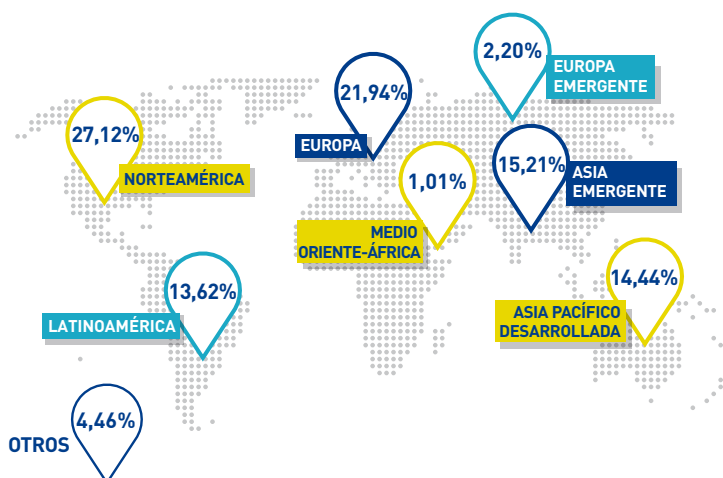 2,20%
EUROPA
EMERGENTE
21,94%
EUROPA
27,12%
NORTEAMÉRICA
15,21%
ASIA
EMERGENTE
1,01%
MEDIO
ORIENTE-ÁFRICA
13,62%
LATINOAMÉRICA
14,44%
ASIA PACÍFICO
DESARROLLADA
4,46%
OTROS